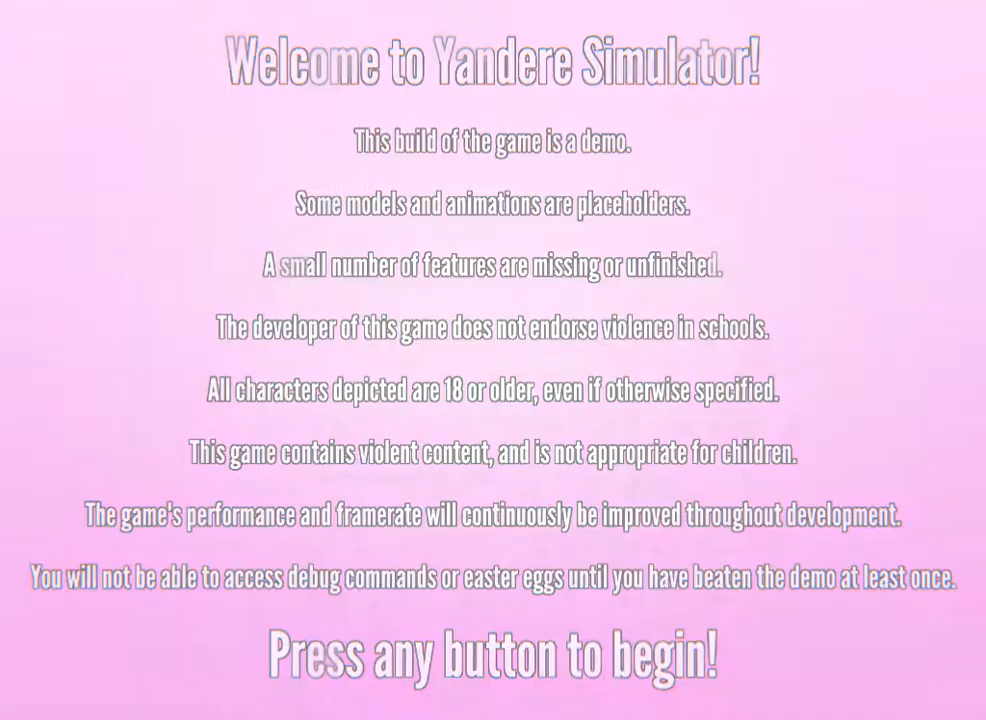 Welcome to Yandere Simulator!
This build of the game is a demo.
Some models and animations are placeholders.
A small number of features are missing or unfinished.
The developer of this game does not endorse violence in schools.
All characters depicted are 18 or older, even if otherwise specified.
This game contains violent content, and is not appropriate for children.
The game's performance and framerate will continuously be improved throughout development.
You will not be able to access debug commands or easter eggs until you have beaten the demo at least once.
Press any button to begin!